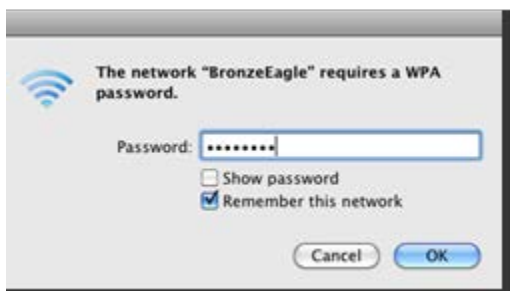 The network “BronzeEagle” requires a WPA
password.
Password: ••••••••
Show password
Remember this network
Cancel OK